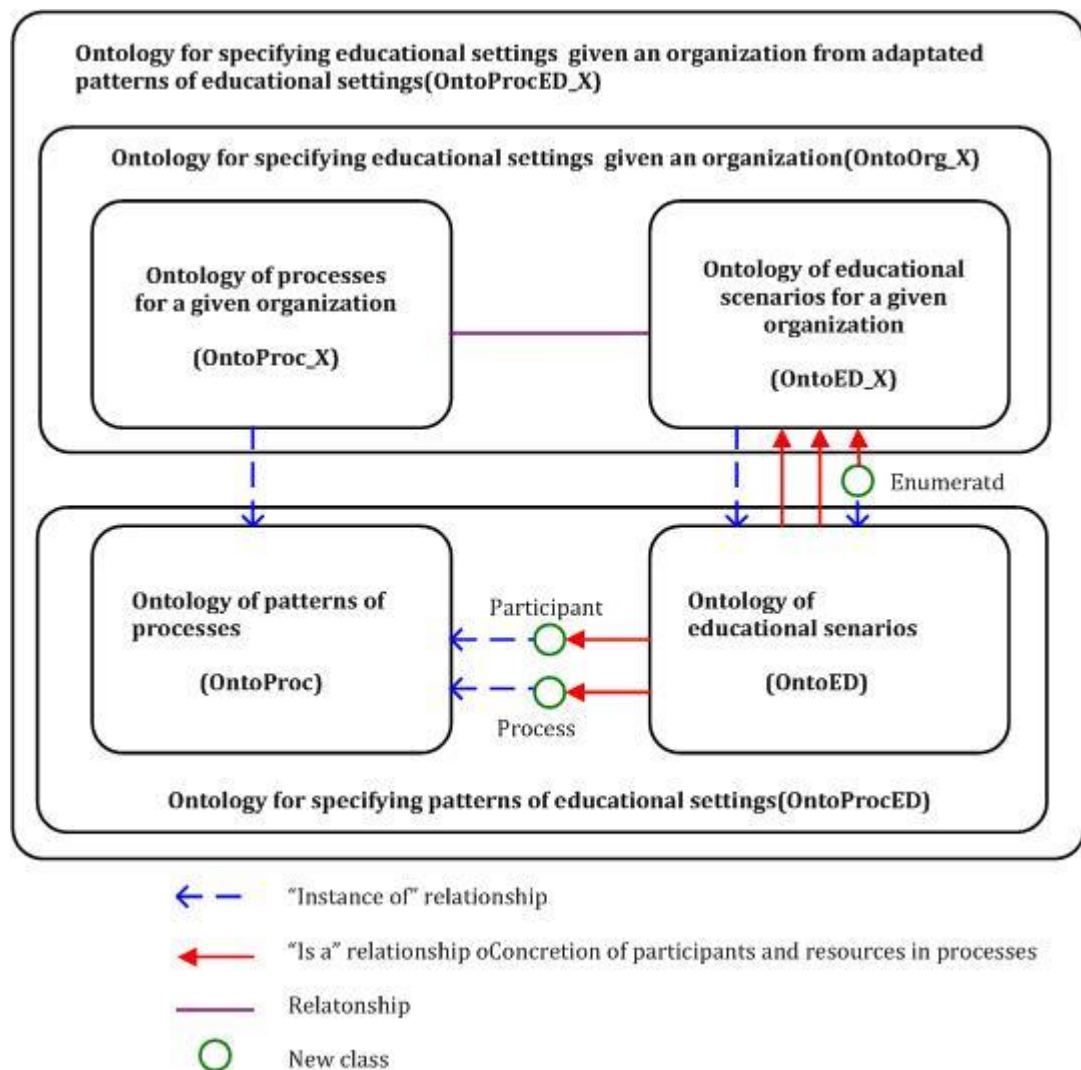 Ontology for specifying educational settings given an organization from adaptated
patterns of educational settings(OntoProcED_X)
Ontology for specifying educational settings given an organization(OntoOrg_X)
Ontology of processes
for a given organization
(OntoProc_X)
Ontology of educational
scenarios for a given
organization
(OntoED_X)
Enumeratd
Ontology of patterns of
processes
(OntoProc)
Participant
Process
Ontology of
educational senarios
(OntoED)
Ontology for specifying patterns of educational settings(OntoProcED)
“Instance of” relationship
“Is a” relationship oConcretion of participants and resources in processes
Relatonship
New class